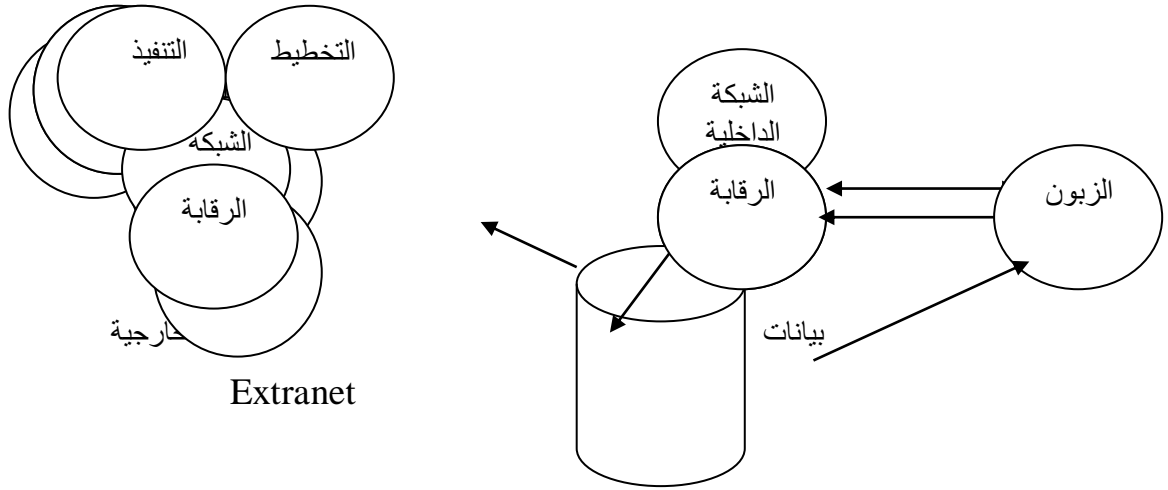 التخطيط
التنفيذ
الشبكة
الرقابة
Extranet
الشبكة
الداخلية
الرقابة
الزبون
بيانات